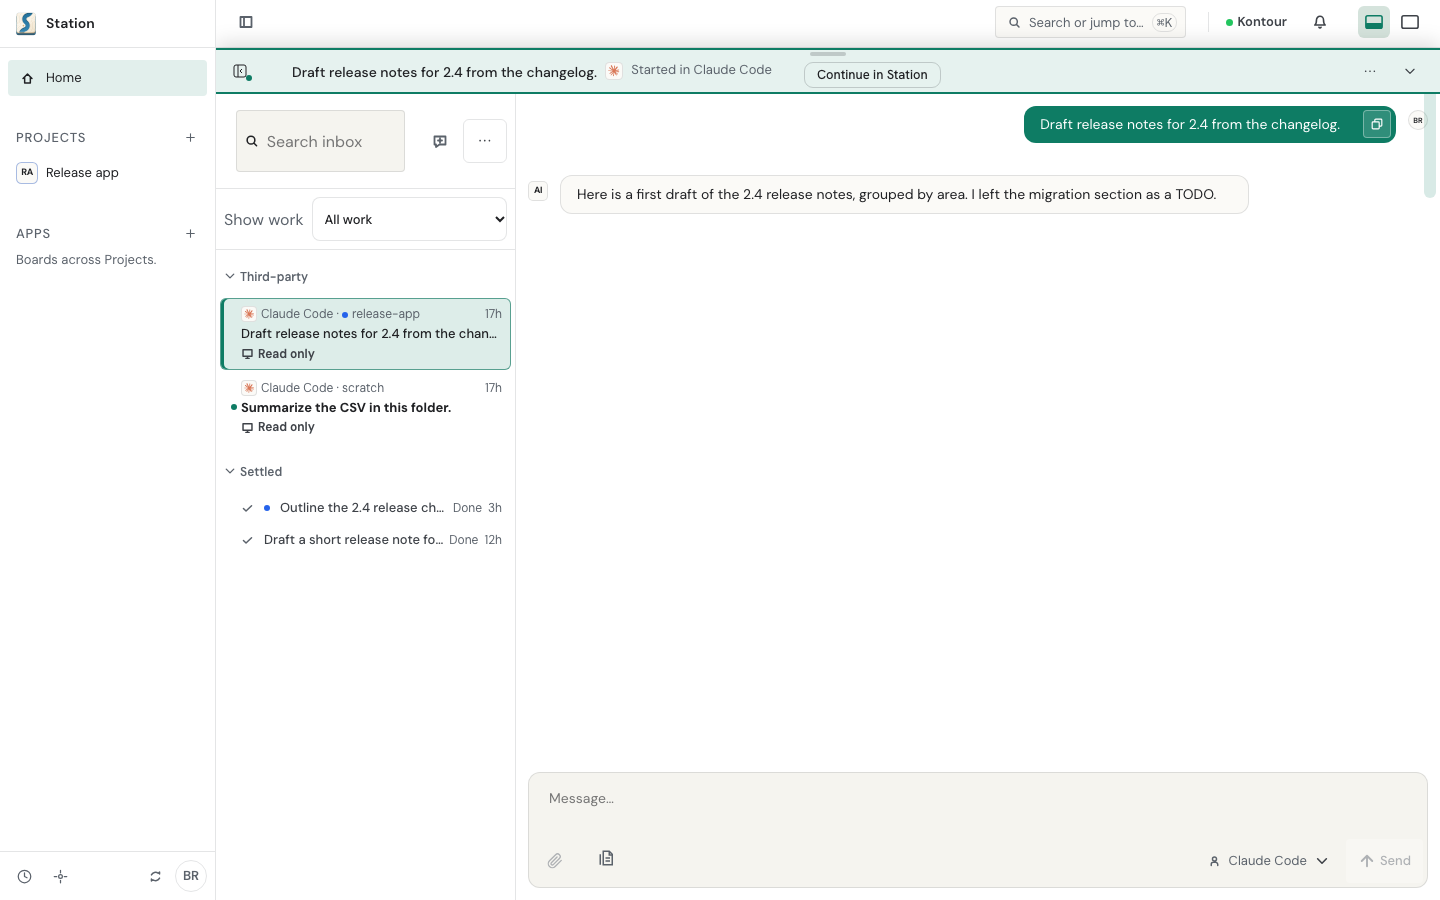 Station
Search or jump to... ⌘K
Kontour
Home
PROJECTS
RA Release app
APPS
Boards across Projects.
BR
Draft release notes for 2.4 from the changelog.
Started in Claude Code
Continue in Station
Search inbox
Show work
All work
Third-party
Claude Code · release-app 17h
Draft release notes for 2.4 from the chan...
Read only
Claude Code · scratch 17h
Summarize the CSV in this folder.
Read only
Settled
Outline the 2.4 release ch... Done 3h
Draft a short release note fo... Done 12h
Draft release notes for 2.4 from the changelog.
BR
AI
Here is a first draft of the 2.4 release notes, grouped by area. I left the migration section as a TODO.
Message...
Claude Code
Send